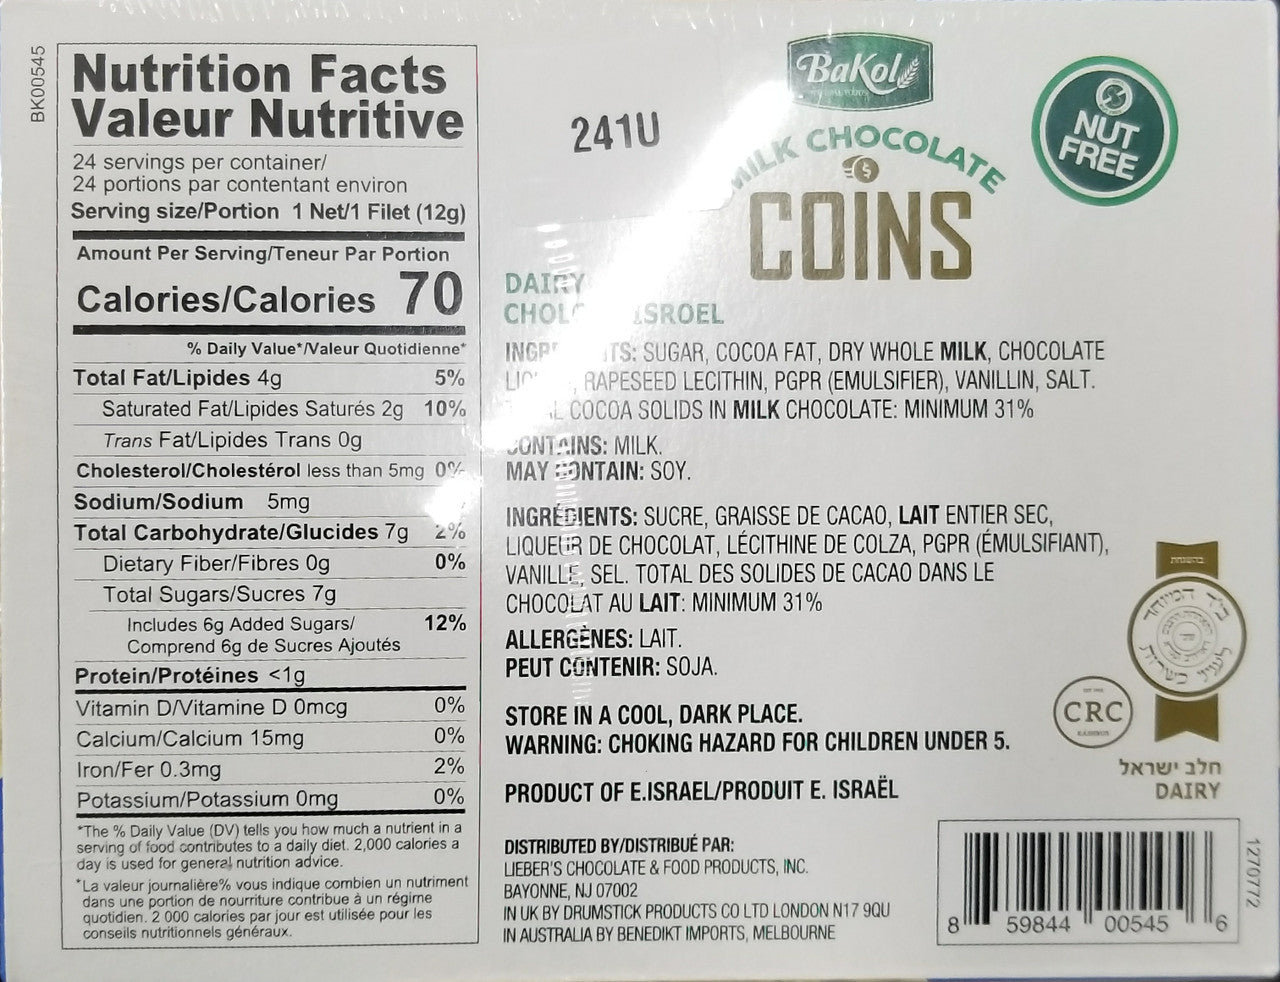 BK00545
Nutrition Facts
Valeur Nutritive
24 servings per container/
24 portions par contentant environ
Serving size/Portion 1 Net/1 Filet (12g)
Amount Per Serving/Teneur Par Portion
Calories/Calories 70
% Daily Value*/Valeur Quotidienne*
Total Fat/Lipides 4g 5%
Saturated Fat/Lipides Saturés 2g 10%
Trans Fat/Lipides Trans 0g
Cholesterol/Cholestérol less than 5mg 0%
Sodium/Sodium 5mg
Total Carbohydrate/Glucides 7g 2%
Dietary Fiber/Fibres 0g 0%
Total Sugars/Sucres 7g
Includes 6g Added Sugars/ 12%
Comprend 6g de Sucres Ajoutés
Protein/Protéines <1g
Vitamin D/Vitamine D 0mcg 0%
Calcium/Calcium 15mg 0%
Iron/Fer 0.3mg 2%
Potassium/Potassium 0mg 0%
*The % Daily Value (DV) tells you how much a nutrient in a
serving of food contributes to a daily diet. 2,000 calories a
day is used for general nutrition advice.
*La valeur journalière% vous indique combien un nutriment
dans une portion de nourriture contribue à un régime
quotidien. 2 000 calories par jour est utilisée pour les
conseils nutritionnels généraux.
241U
BaKol
MILK CHOCOLATE
COINS
NUT
FREE
DAIRY
ISROEL
SUGAR, COCOA FAT, DRY WHOLE MILK, CHOCOLATE
RAPESEED LECITHIN, PGPR (EMULSIFIER), VANILLIN, SALT.
COCOA SOLIDS IN MILK CHOCOLATE: MINIMUM 31%
CONTAINS: MILK.
MAY CONTAIN: SOY.
INGRÉDIENTS: SUCRE, GRAISSE DE CACAO, LAIT ENTIER SEC,
LIQUEUR DE CHOCOLAT, LÉCITHINE DE COLZA, PGPR (ÉMULSIFIANT),
SEL. TOTAL DES SOLIDES DE CACAO DANS LE
CHOCOLAT AU LAIT: MINIMUM 31%
ALLERGÈNES: LAIT.
PEUT CONTENIR: SOJA.
STORE IN A COOL, DARK PLACE.
WARNING: CHOKING HAZARD FOR CHILDREN UNDER 5.
PRODUCT OF E.ISRAEL/PRODUIT E. ISRAËL
DISTRIBUTED BY/DISTRIBUÉ PAR:
LIEBER'S CHOCOLATE & FOOD PRODUCTS, INC.
BAYONNE, NJ 07002
IN UK BY DRUMSTICK PRODUCTS CO LTD LONDON N17 9QU
IN AUSTRALIA BY BENEDIKT IMPORTS, MELBOURNE
בהשגחת
CRC
חלב ישראל
DAIRY
1270772
8 59844 00545 6